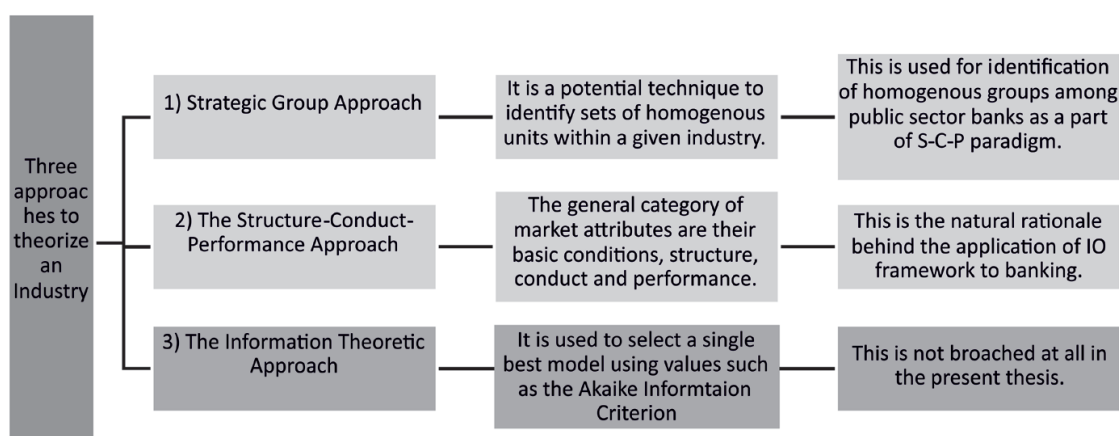 Three
approac
hes to
theorize
an
Industry
1) Strategic Group Approach
It is a potential technique to
identify sets of homogenous
units within a given industry.
This is used for identification
of homogenous groups among
public sector banks as a part
of S-C-P paradigm.
2) The Structure-Conduct-
Performance Approach
The general category of
market attributes are their
basic conditions, structure,
conduct and performance.
This is the natural rationale
behind the application of IO
framework to banking.
3) The Information Theoretic
Approach
It is used to select a single
best model using values such
as the Akaike Informtaion
Criterion
This is not broached at all in
the present thesis.